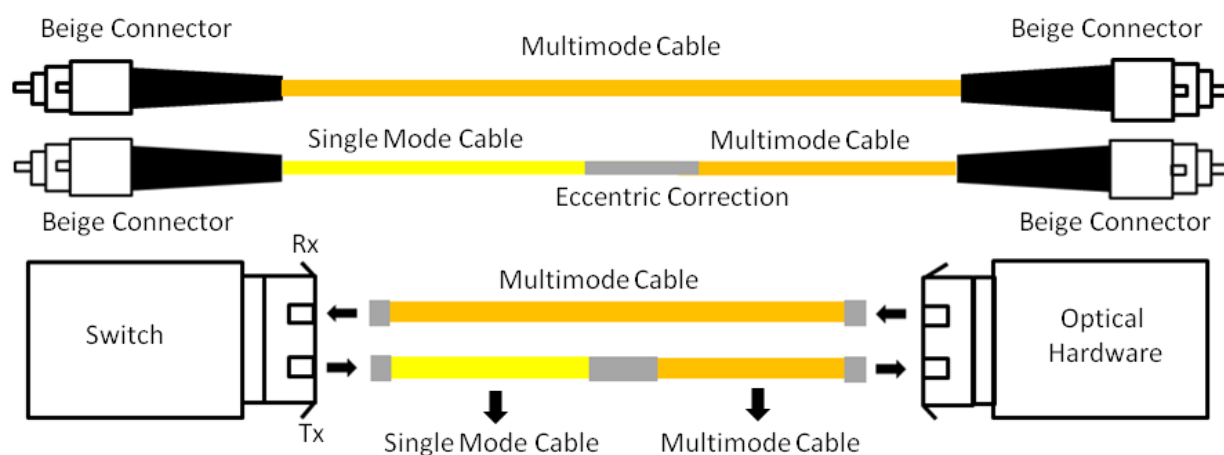 Beige Connector
Multimode Cable
Beige Connector
Single Mode Cable
Multimode Cable
Eccentric Correction
Beige Connector
Beige Connector
Rx
Multimode Cable
Switch
Optical
Hardware
Tx
Single Mode Cable
Multimode Cable